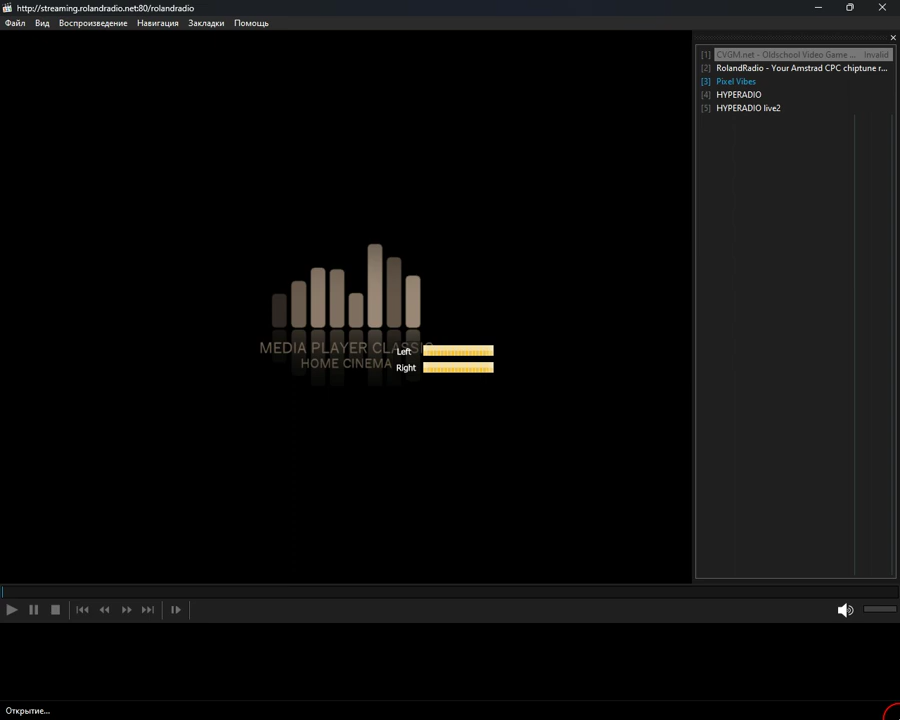 http://streaming.rolandradio.net:80/rolandradio
Файл Вид Воспроизведение Навигация Закладки Помощь
[1] CVGM.net - Oldschool Video Game ... Invalid
[2] RolandRadio - Your Amstrad CPC chiptune r...
[3] Pixel Vibes
[4] HYPERADIO
[5] HYPERADIO live2
MEDIA PLAYER CLASSIC
HOME CINEMA
Left
Right
Открытие...